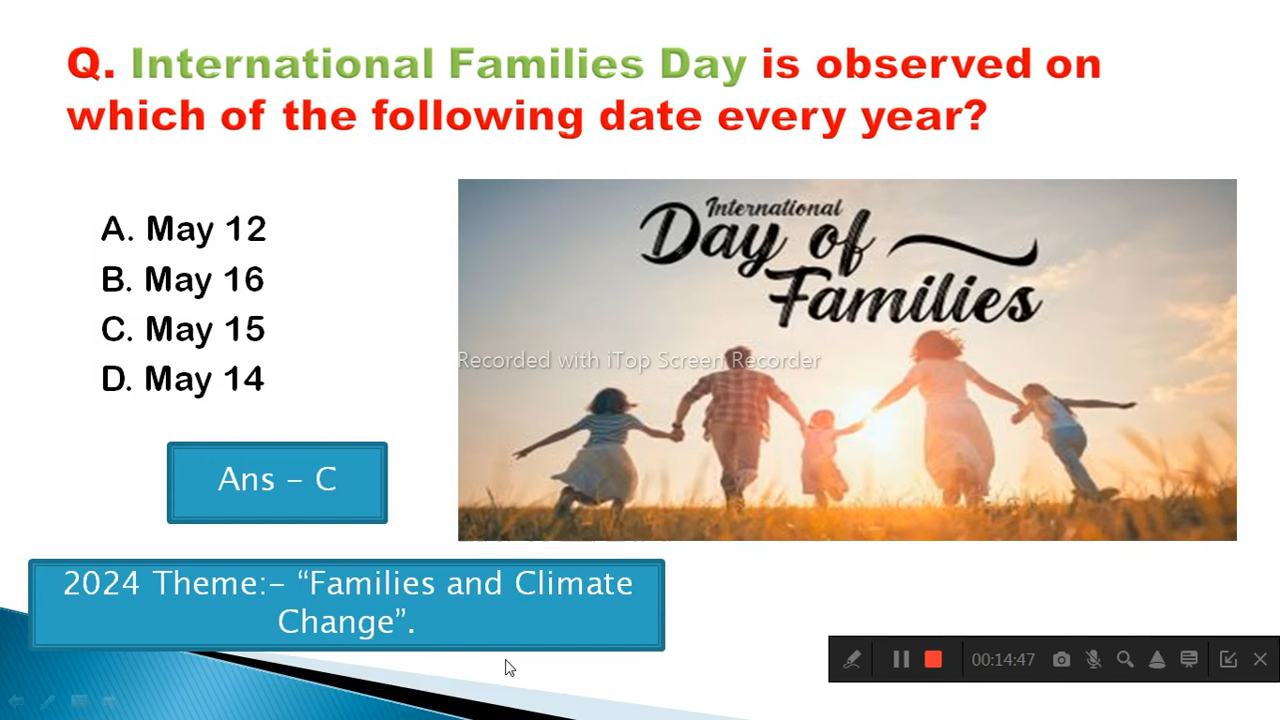 Q. International Families Day is observed on
which of the following date every year?
A. May 12
B. May 16
C. May 15
D. May 14
International
Day of
Families
Recorded with iTop Screen Recorder
Ans – C
2024 Theme:– “Families and Climate
Change”.
00:14:47